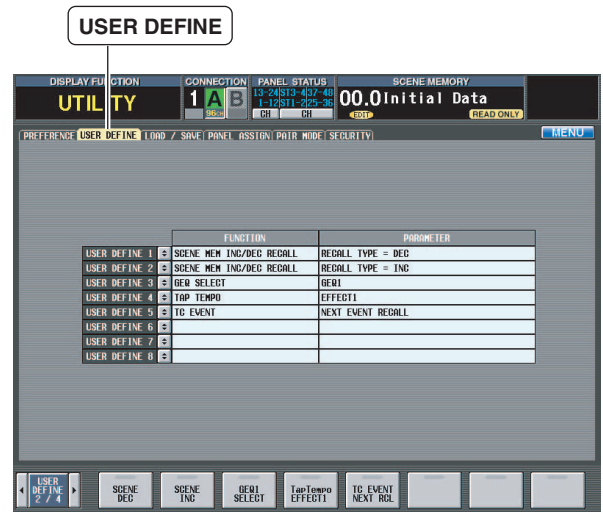 USER DEFINE
DISPLAY FUNCTION
UTILITY
CONNECTION
1 A B
96CH
PANEL STATUS
13-24 ST3-4 37-48
1-12 ST1-2 25-36
CH CH
SCENE MEMORY
00.0 Initial Data
EDIT READ ONLY
PREFERENCE USER DEFINE LOAD / SAVE PANEL ASSIGN PAIR MODE SECURITY MENU
FUNCTION PARAMETER
USER DEFINE 1 SCENE MEM INC/DEC RECALL RECALL TYPE = DEC
USER DEFINE 2 SCENE MEM INC/DEC RECALL RECALL TYPE = INC
USER DEFINE 3 GEQ SELECT GEQ1
USER DEFINE 4 TAP TEMPO EFFECT1
USER DEFINE 5 TC EVENT NEXT EVENT RECALL
USER DEFINE 6
USER DEFINE 7
USER DEFINE 8
USER DEFINE 2 / 4
SCENE DEC
SCENE INC
GEQ1 SELECT
TapTempo EFFECT1
TC EVENT NEXT RCL